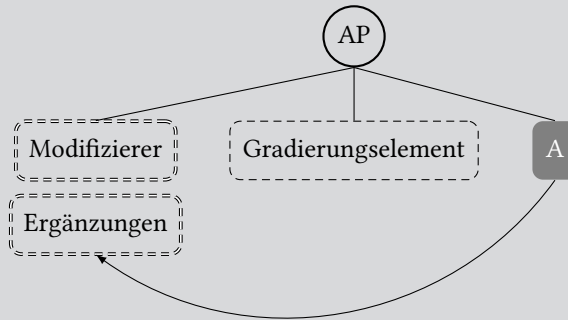 AP
Modifizierer
Gradierungselement
A
Ergänzungen